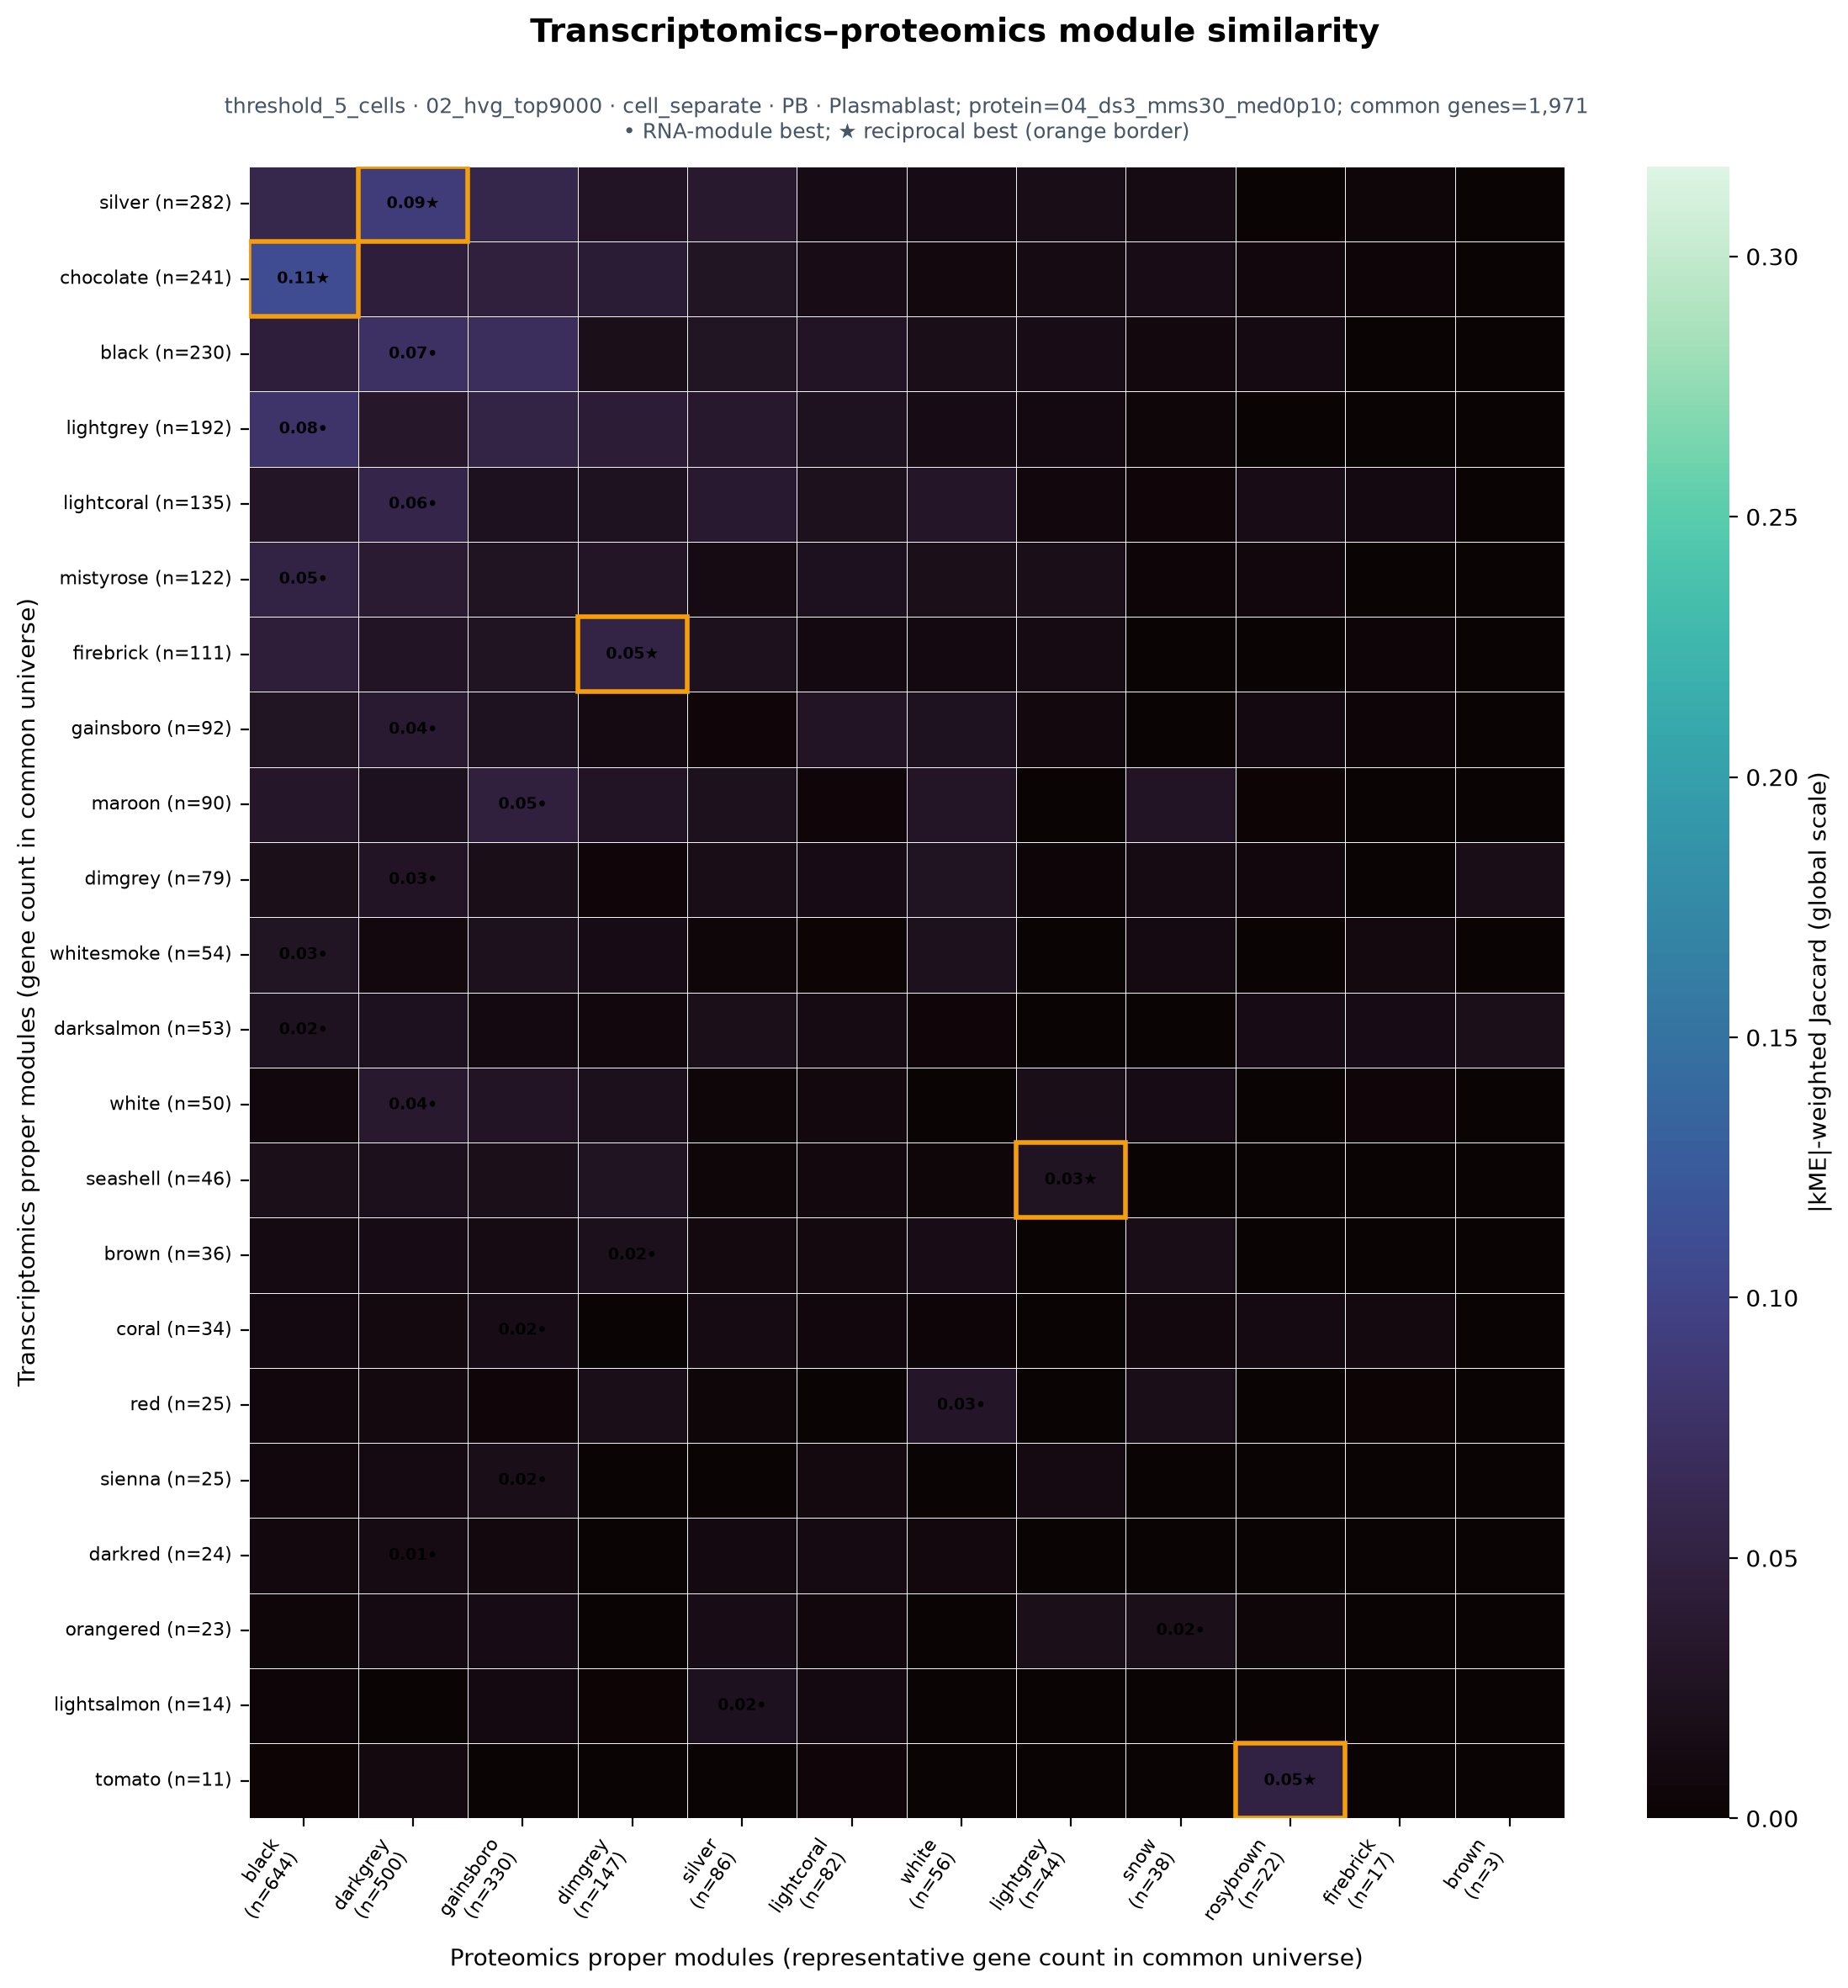 Transcriptomics–proteomics module similarity
threshold_5_cells · 02_hvg_top9000 · cell_separate · PB · Plasmablast; protein=04_ds3_mms30_med0p10; common genes=1,971
• RNA-module best; ★ reciprocal best (orange border)
Transcriptomics proper modules (gene count in common universe)
silver (n=282)
0.09★
chocolate (n=241)
0.11★
black (n=230)
0.07•
lightgrey (n=192)
0.08•
lightcoral (n=135)
0.06•
mistyrose (n=122)
0.05•
firebrick (n=111)
0.05★
gainsboro (n=92)
0.04•
maroon (n=90)
0.05•
dimgrey (n=79)
0.03•
whitesmoke (n=54)
0.03•
darksalmon (n=53)
0.02•
white (n=50)
0.04•
seashell (n=46)
0.03★
brown (n=36)
0.02•
coral (n=34)
0.02•
red (n=25)
0.03•
sienna (n=25)
0.02•
darkred (n=24)
0.01•
orangered (n=23)
0.02•
lightsalmon (n=14)
0.02•
tomato (n=11)
0.05★
black
(n=644)
darkgrey
(n=500)
gainsboro
(n=330)
dimgrey
(n=147)
silver
(n=86)
lightcoral
(n=82)
white
(n=56)
lightgrey
(n=44)
snow
(n=38)
rosybrown
(n=22)
firebrick
(n=17)
brown
(n=3)
Proteomics proper modules (representative gene count in common universe)
0.30
0.25
0.20
0.15
0.10
0.05
0.00
|kME|-weighted Jaccard (global scale)